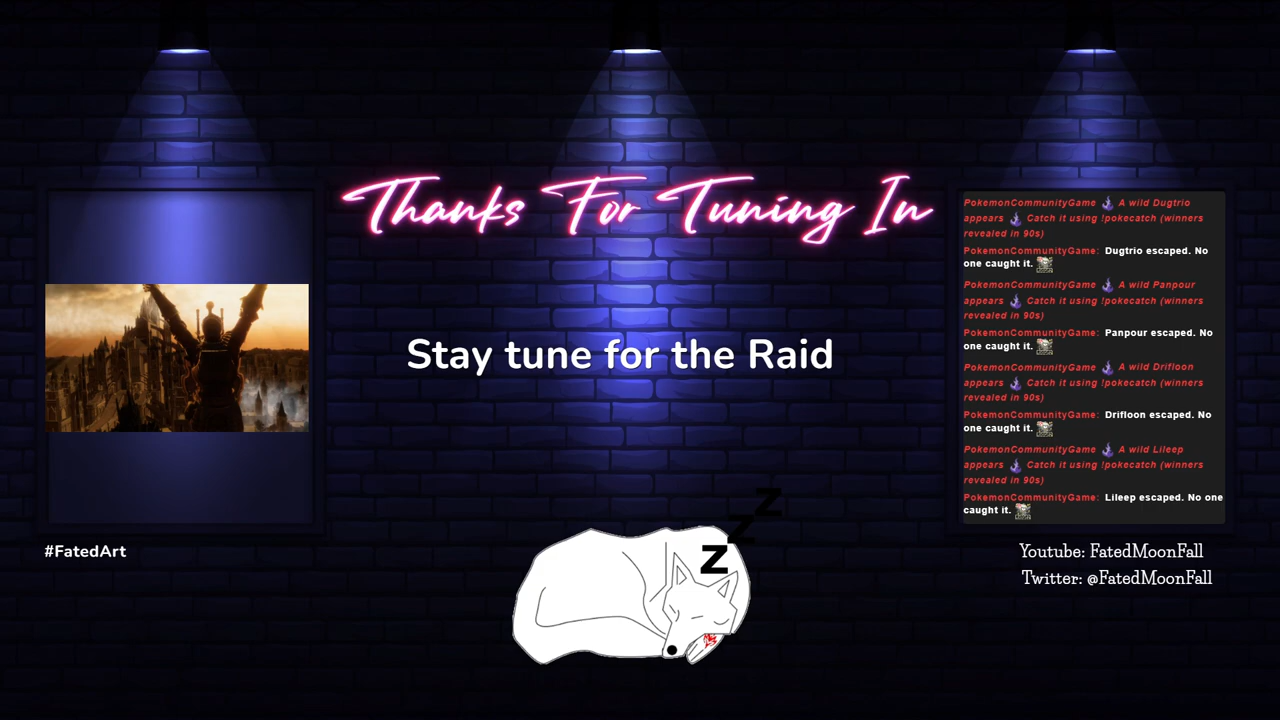 Thanks For Tuning In
Stay tune for the Raid
z
z
z
#FatedArt
PokemonCommunityGame A wild Dugtrio
appears Catch it using !pokecatch (winners
revealed in 90s)
PokemonCommunityGame: Dugtrio escaped. No
one caught it.
PokemonCommunityGame A wild Panpour
appears Catch it using !pokecatch (winners
revealed in 90s)
PokemonCommunityGame: Panpour escaped. No
one caught it.
PokemonCommunityGame A wild Drifloon
appears Catch it using !pokecatch (winners
revealed in 90s)
PokemonCommunityGame: Drifloon escaped. No
one caught it.
PokemonCommunityGame A wild Lileep
appears Catch it using !pokecatch (winners
revealed in 90s)
PokemonCommunityGame: Lileep escaped. No one
caught it.
Youtube: FatedMoonFall
Twitter: @FatedMoonFall